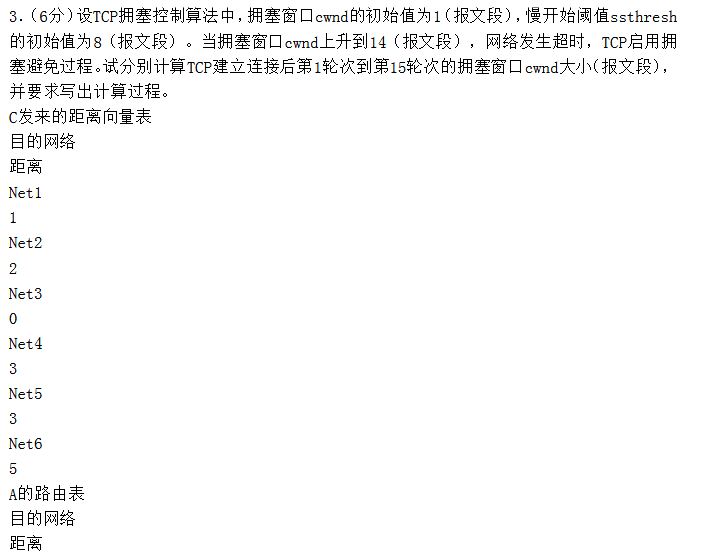 3.(6分)设TCP拥塞控制算法中,拥塞窗口cwnd的初始值为1(报文段),慢开始阈值ssthresh
的初始值为8(报文段)。当拥塞窗口cwnd上升到14(报文段),网络发生超时,TCP启用拥
塞避免过程。试分别计算TCP建立连接后第1轮次到第15轮次的拥塞窗口cwnd大小(报文段),
并要求写出计算过程。
C发来的距离向量表
目的网络
距离
Net1
1
Net2
2
Net3
0
Net4
3
Net5
3
Net6
5
A的路由表
目的网络
距离